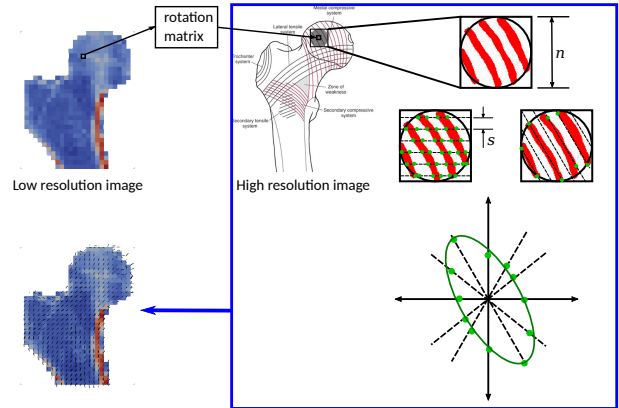 rotation
matrix
Medial compressive
system
Lateral tensile
system
system
Zone of
weakness
Secondary compressive
system
Secondary tensile
system
n
s
Low resolution image
High resolution image